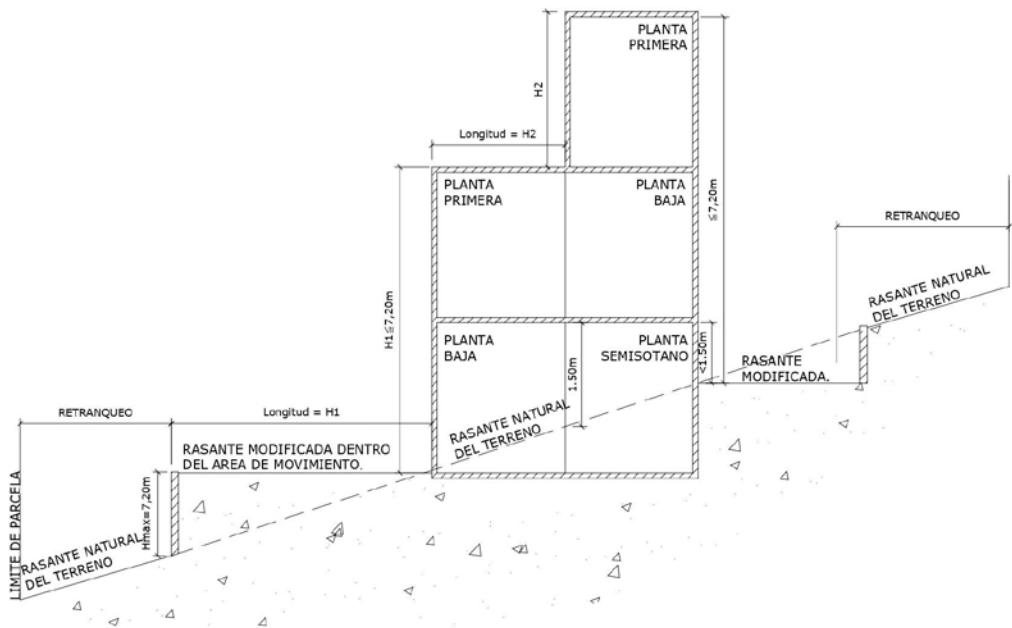 PLANTA
PRIMERA
H2
Longitud = H2
PLANTA
PRIMERA
PLANTA
BAJA
≦7,20m
RETRANQUEO
RASANTE NATURAL
DEL TERRENO
H1≦7,20m
PLANTA
BAJA
1.50m
PLANTA
SEMISOTANO
<1.50m
RASANTE
MODIFICADA.
RETRANQUEO
Longitud = H1
RASANTE NATURAL
DEL TERRENO
RASANTE MODIFICADA DENTRO
DEL AREA DE MOVIMIENTO.
LIMITE DE PARCELA
Hmax=7,20m
RASANTE NATURAL
DEL TERRENO